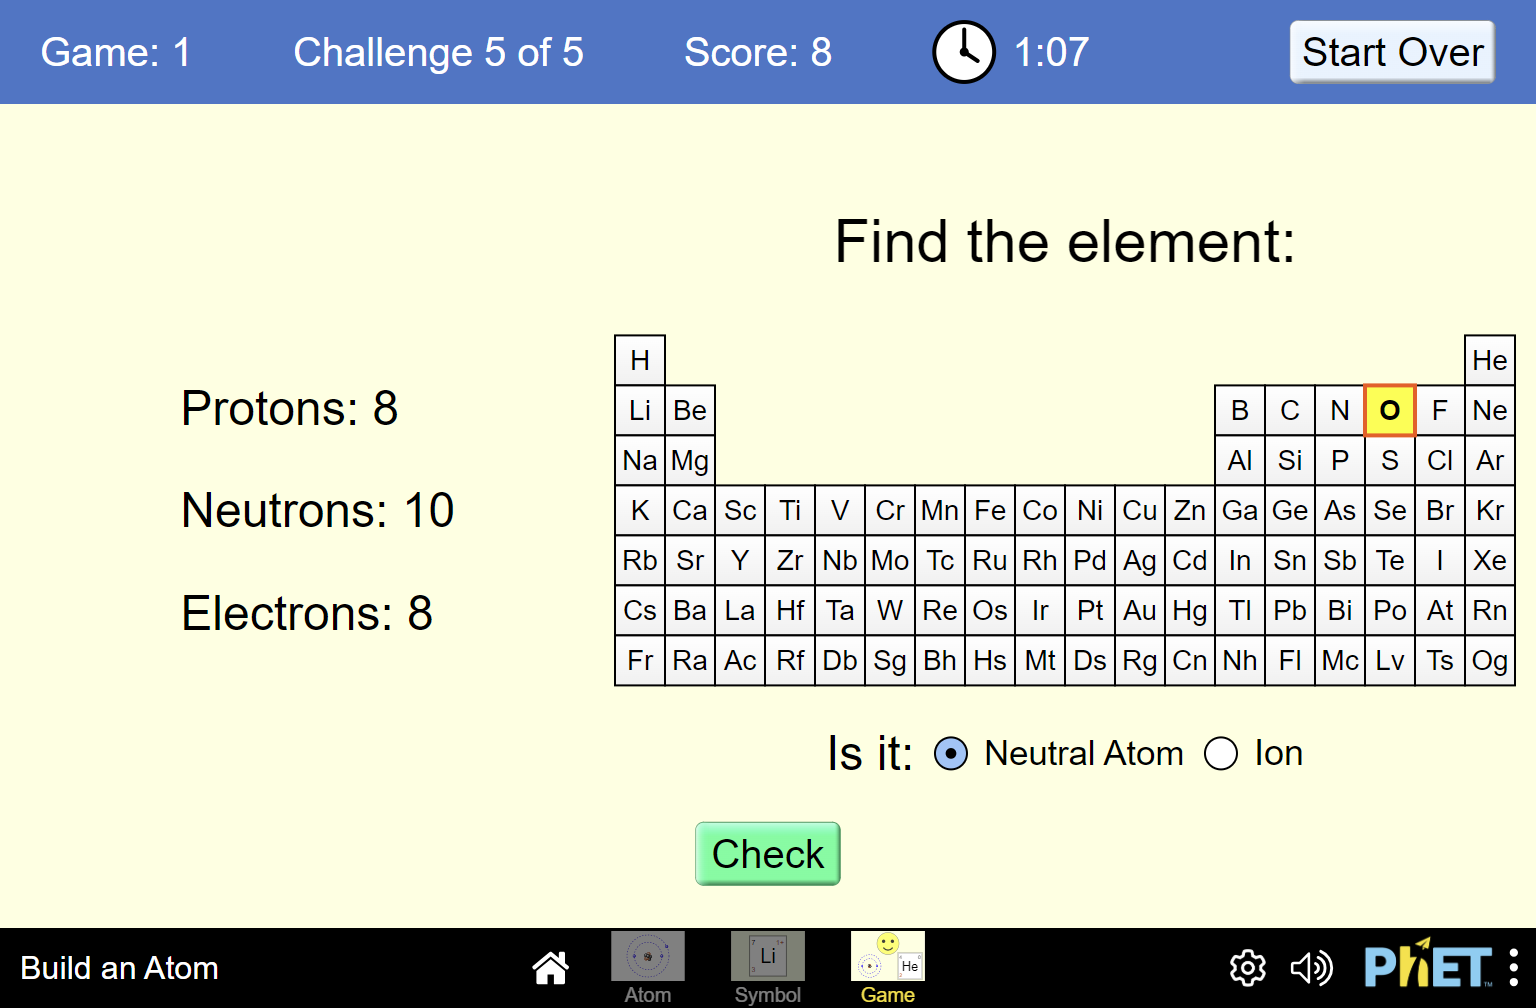 Game: 1 Challenge 5 of 5 Score: 8 1:07 Start Over
Find the element:
Protons: 8
Neutrons: 10
Electrons: 8
H He
Li Be B C N O F Ne
Na Mg Al Si P S Cl Ar
K Ca Sc Ti V Cr Mn Fe Co Ni Cu Zn Ga Ge As Se Br Kr
Rb Sr Y Zr Nb Mo Tc Ru Rh Pd Ag Cd In Sn Sb Te I Xe
Cs Ba La Hf Ta W Re Os Ir Pt Au Hg Tl Pb Bi Po At Rn
Fr Ra Ac Rf Db Sg Bh Hs Mt Ds Rg Cn Nh Fl Mc Lv Ts Og
Is it: Neutral Atom Ion
Check
Build an Atom
Li
He
Atom Symbol Game
PhET